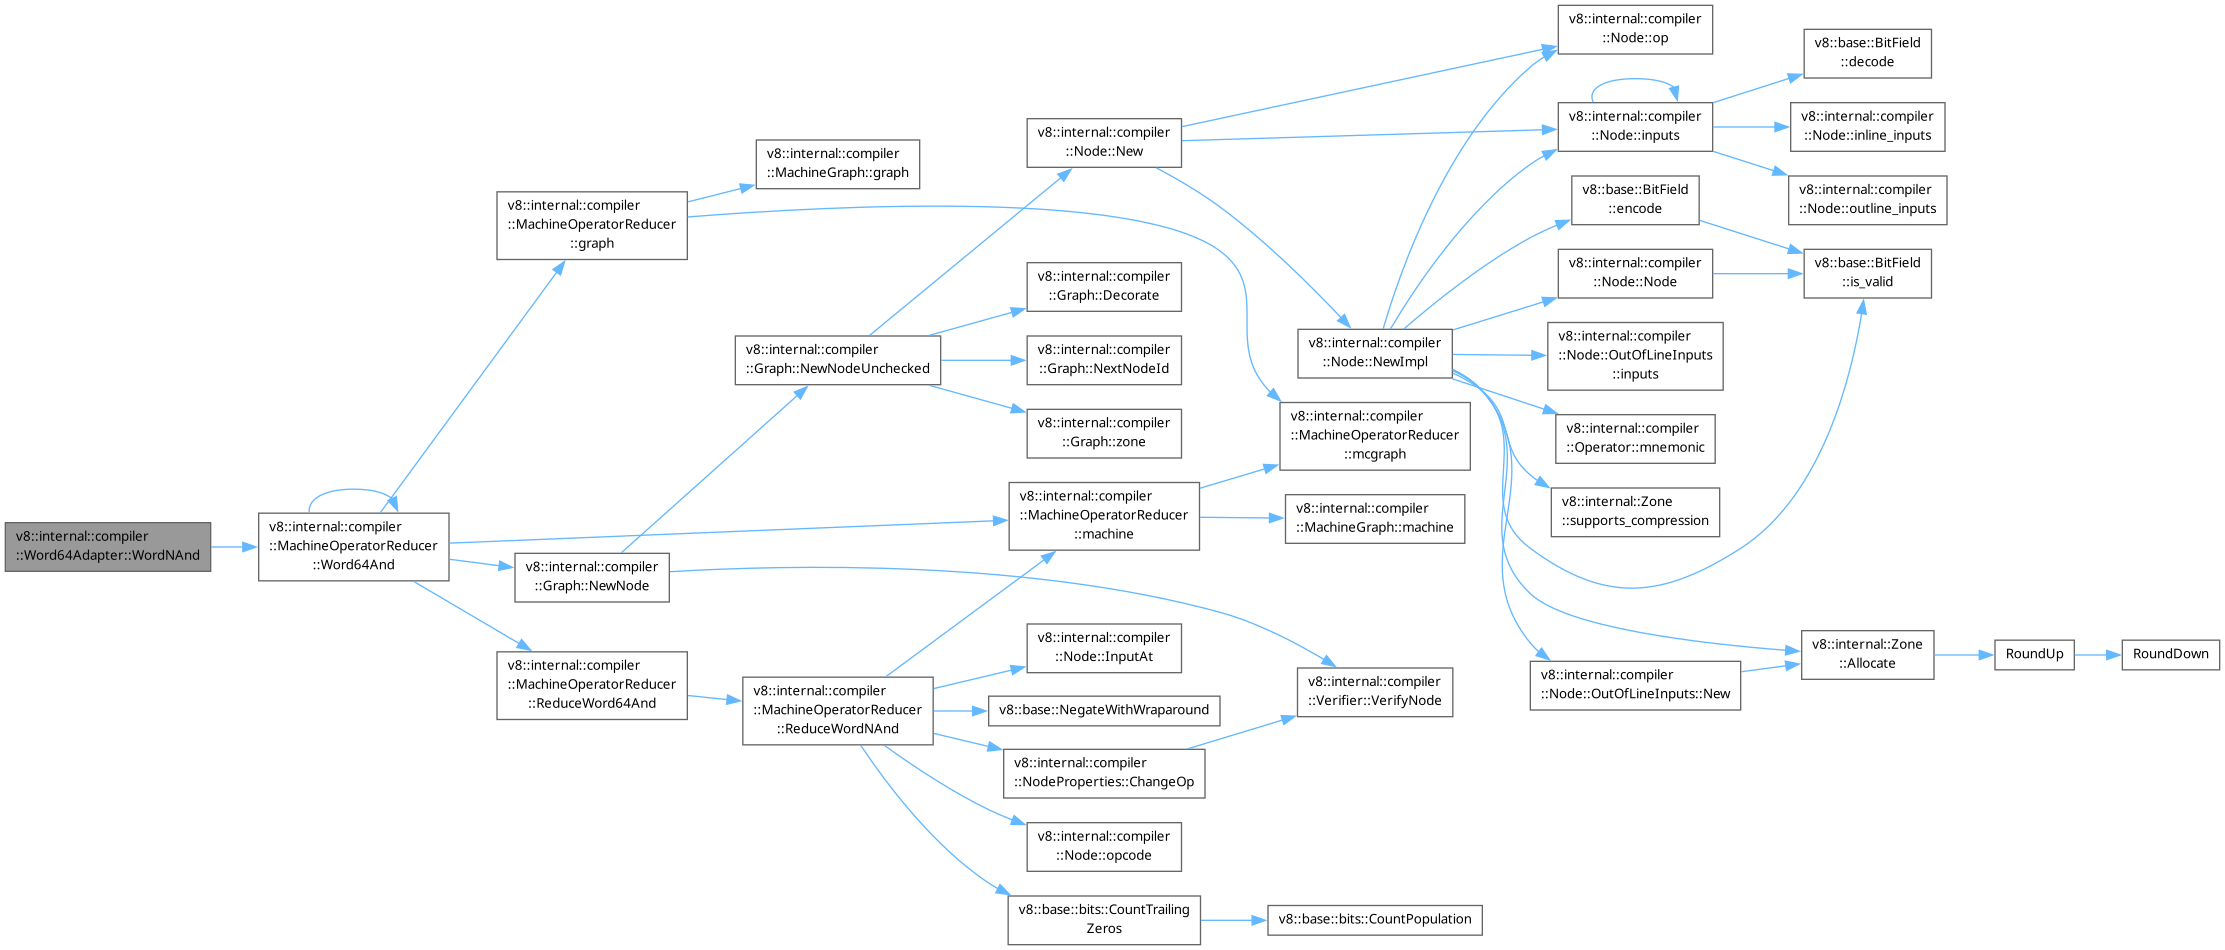 v8::internal::compiler
::Word64Adapter::WordNAnd
v8::internal::compiler
::MachineOperatorReducer
::Word64And
v8::internal::compiler
::MachineOperatorReducer
::graph
v8::internal::compiler
::Graph::NewNode
v8::internal::compiler
::MachineOperatorReducer
::ReduceWord64And
v8::internal::compiler
::MachineGraph::graph
v8::internal::compiler
::Graph::NewNodeUnchecked
v8::internal::compiler
::MachineOperatorReducer
::ReduceWordNAnd
v8::internal::compiler
::Node::New
v8::internal::compiler
::Graph::Decorate
v8::internal::compiler
::Graph::NextNodeId
v8::internal::compiler
::Graph::zone
v8::internal::compiler
::MachineOperatorReducer
::machine
v8::internal::compiler
::Node::InputAt
v8::base::NegateWithWraparound
v8::internal::compiler
::NodeProperties::ChangeOp
v8::internal::compiler
::Node::opcode
v8::base::bits::CountTrailing
Zeros
v8::internal::compiler
::Node::NewImpl
v8::internal::compiler
::MachineOperatorReducer
::mcgraph
v8::internal::compiler
::MachineGraph::machine
v8::internal::compiler
::Verifier::VerifyNode
v8::base::bits::CountPopulation
v8::internal::compiler
::Node::op
v8::internal::compiler
::Node::inputs
v8::base::BitField
::encode
v8::internal::compiler
::Node::Node
v8::internal::compiler
::Node::OutOfLineInputs
::inputs
v8::internal::compiler
::Operator::mnemonic
v8::internal::Zone
::supports_compression
v8::internal::compiler
::Node::OutOfLineInputs::New
v8::base::BitField
::decode
v8::internal::compiler
::Node::inline_inputs
v8::internal::compiler
::Node::outline_inputs
v8::base::BitField
::is_valid
v8::internal::Zone
::Allocate
RoundUp
RoundDown